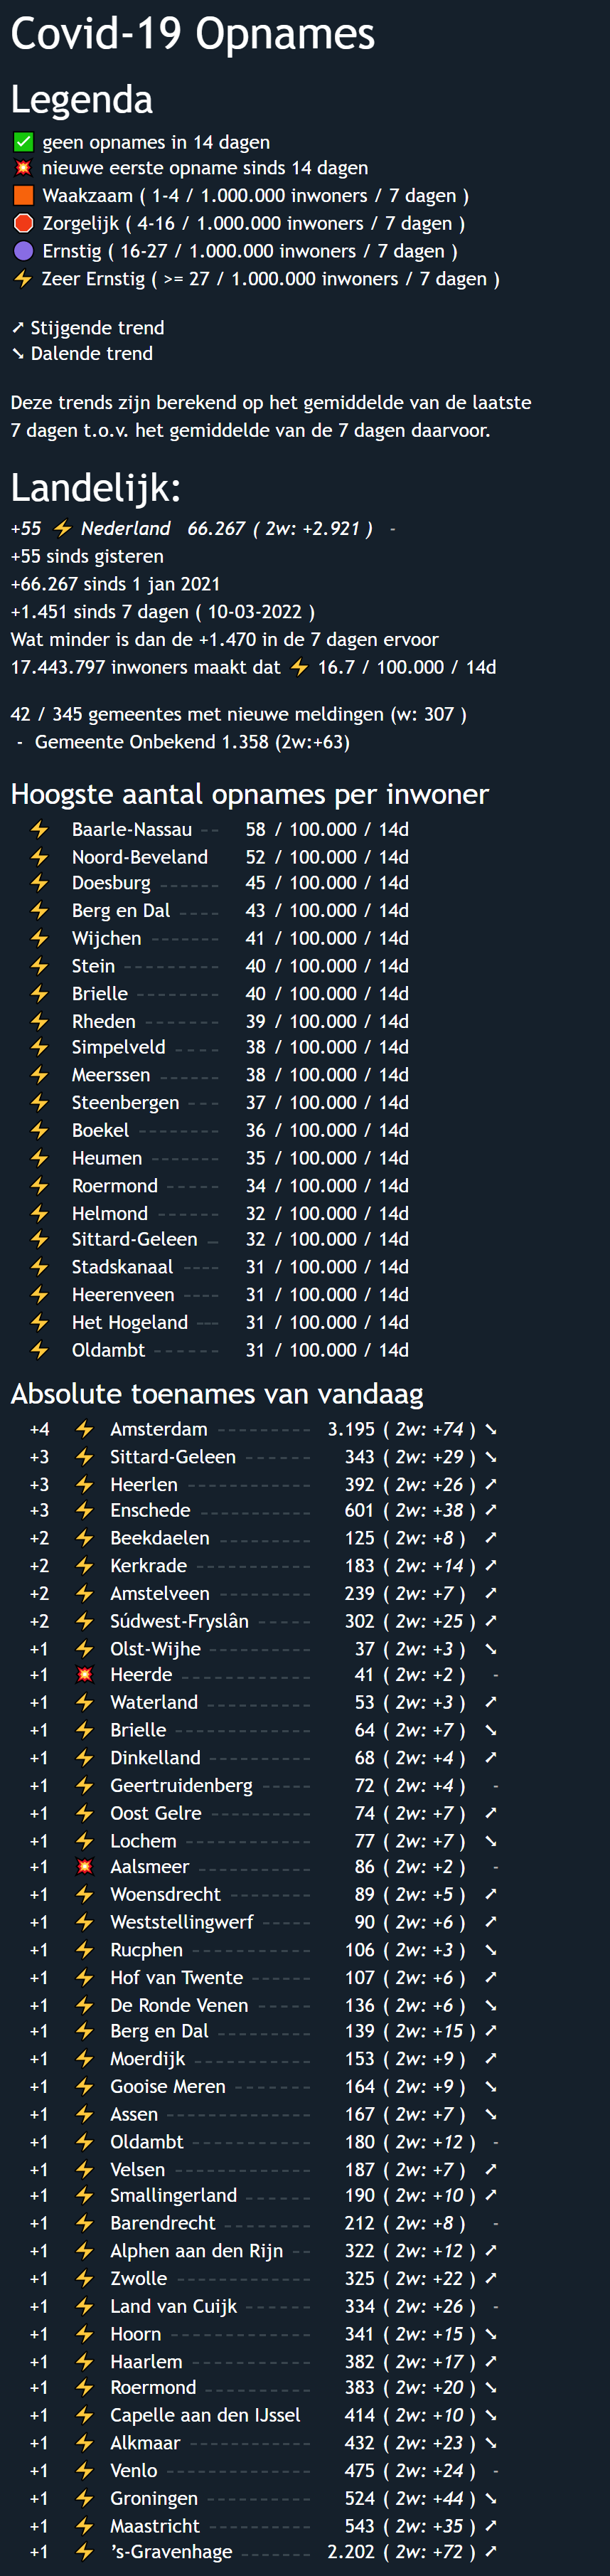 Covid-19 Opnames
Legenda
✅ geen opnames in 14 dagen
💥 nieuwe eerste opname sinds 14 dagen
🟧 Waakzaam ( 1-4 / 1.000.000 inwoners / 7 dagen )
🛑 Zorgelijk ( 4-16 / 1.000.000 inwoners / 7 dagen )
🟣 Ernstig ( 16-27 / 1.000.000 inwoners / 7 dagen )
⚡ Zeer Ernstig ( >= 27 / 1.000.000 inwoners / 7 dagen )
➚ Stijgende trend
➘ Dalende trend
Deze trends zijn berekend op het gemiddelde van de laatste
7 dagen t.o.v. het gemiddelde van de 7 dagen daarvoor.
Landelijk:
+55 ⚡ Nederland 66.267 ( 2w: +2.921 ) -
+55 sinds gisteren
+66.267 sinds 1 jan 2021
+1.451 sinds 7 dagen ( 10-03-2022 )
Wat minder is dan de +1.470 in de 7 dagen ervoor
17.443.797 inwoners maakt dat ⚡ 16.7 / 100.000 / 14d
42 / 345 gemeentes met nieuwe meldingen (w: 307 )
- Gemeente Onbekend 1.358 (2w:+63)
Hoogste aantal opnames per inwoner
⚡ Baarle-Nassau -- 58 / 100.000 / 14d
⚡ Noord-Beveland 52 / 100.000 / 14d
⚡ Doesburg ------ 45 / 100.000 / 14d
⚡ Berg en Dal ---- 43 / 100.000 / 14d
⚡ Wijchen ------- 41 / 100.000 / 14d
⚡ Stein ---------- 40 / 100.000 / 14d
⚡ Brielle -------- 40 / 100.000 / 14d
⚡ Rheden ------- 39 / 100.000 / 14d
⚡ Simpelveld ---- 38 / 100.000 / 14d
⚡ Meerssen ------ 38 / 100.000 / 14d
⚡ Steenbergen --- 37 / 100.000 / 14d
⚡ Boekel -------- 36 / 100.000 / 14d
⚡ Heumen ------- 35 / 100.000 / 14d
⚡ Roermond ----- 34 / 100.000 / 14d
⚡ Helmond ------ 32 / 100.000 / 14d
⚡ Sittard-Geleen -- 32 / 100.000 / 14d
⚡ Stadskanaal ---- 31 / 100.000 / 14d
⚡ Heerenveen ---- 31 / 100.000 / 14d
⚡ Het Hogeland --- 31 / 100.000 / 14d
⚡ Oldambt ------ 31 / 100.000 / 14d
Absolute toenames van vandaag
+4 ⚡ Amsterdam --------- 3.195 ( 2w: +74 ) ➘
+3 ⚡ Sittard-Geleen ------ 343 ( 2w: +29 ) ➘
+3 ⚡ Heerlen ------------ 392 ( 2w: +26 ) ➚
+3 ⚡ Enschede ---------- 601 ( 2w: +38 ) ➚
+2 ⚡ Beekdaelen -------- 125 ( 2w: +8 ) ➚
+2 ⚡ Kerkrade ----------- 183 ( 2w: +14 ) ➚
+2 ⚡ Amstelveen --------- 239 ( 2w: +7 ) ➚
+2 ⚡ Súdwest-Fryslân ----- 302 ( 2w: +25 ) ➚
+1 ⚡ Olst-Wijhe ---------- 37 ( 2w: +3 ) ➘
+1 💥 Heerde ------------ 41 ( 2w: +2 ) -
+1 ⚡ Waterland ---------- 53 ( 2w: +3 ) ➚
+1 ⚡ Brielle ------------- 64 ( 2w: +7 ) ➘
+1 ⚡ Dinkelland ---------- 68 ( 2w: +4 ) ➚
+1 ⚡ Geertruidenberg ----- 72 ( 2w: +4 ) -
+1 ⚡ Oost Gelre ---------- 74 ( 2w: +7 ) ➚
+1 ⚡ Lochem ------------ 77 ( 2w: +7 ) ➘
+1 💥 Aalsmeer ---------- 86 ( 2w: +2 ) -
+1 ⚡ Woensdrecht ------- 89 ( 2w: +5 ) ➚
+1 ⚡ Weststellingwerf ----- 90 ( 2w: +6 ) ➚
+1 ⚡ Rucphen ----------- 106 ( 2w: +3 ) ➘
+1 ⚡ Hof van Twente ------ 107 ( 2w: +6 ) ➚
+1 ⚡ De Ronde Venen ----- 136 ( 2w: +6 ) ➘
+1 ⚡ Berg en Dal --------- 139 ( 2w: +15 ) ➚
+1 ⚡ Moerdijk ----------- 153 ( 2w: +9 ) ➚
+1 ⚡ Gooise Meren ------- 164 ( 2w: +9 ) ➘
+1 ⚡ Assen -------------- 167 ( 2w: +7 ) ➘
+1 ⚡ Oldambt ----------- 180 ( 2w: +12 ) -
+1 ⚡ Velsen ------------- 187 ( 2w: +7 ) ➚
+1 ⚡ Smallingerland ------ 190 ( 2w: +10 ) ➚
+1 ⚡ Barendrecht -------- 212 ( 2w: +8 ) -
+1 ⚡ Alphen aan den Rijn -- 322 ( 2w: +12 ) ➚
+1 ⚡ Zwolle ------------- 325 ( 2w: +22 ) ➚
+1 ⚡ Land van Cuijk ------ 334 ( 2w: +26 ) -
+1 ⚡ Hoorn ------------- 341 ( 2w: +15 ) ➘
+1 ⚡ Haarlem ----------- 382 ( 2w: +17 ) ➚
+1 ⚡ Roermond ---------- 383 ( 2w: +20 ) ➘
+1 ⚡ Capelle aan den IJssel 414 ( 2w: +10 ) ➘
+1 ⚡ Alkmaar ----------- 432 ( 2w: +23 ) ➘
+1 ⚡ Venlo -------------- 475 ( 2w: +24 ) -
+1 ⚡ Groningen ---------- 524 ( 2w: +44 ) ➘
+1 ⚡ Maastricht ---------- 543 ( 2w: +35 ) ➚
+1 ⚡ ’s-Gravenhage ------- 2.202 ( 2w: +72 ) ➚